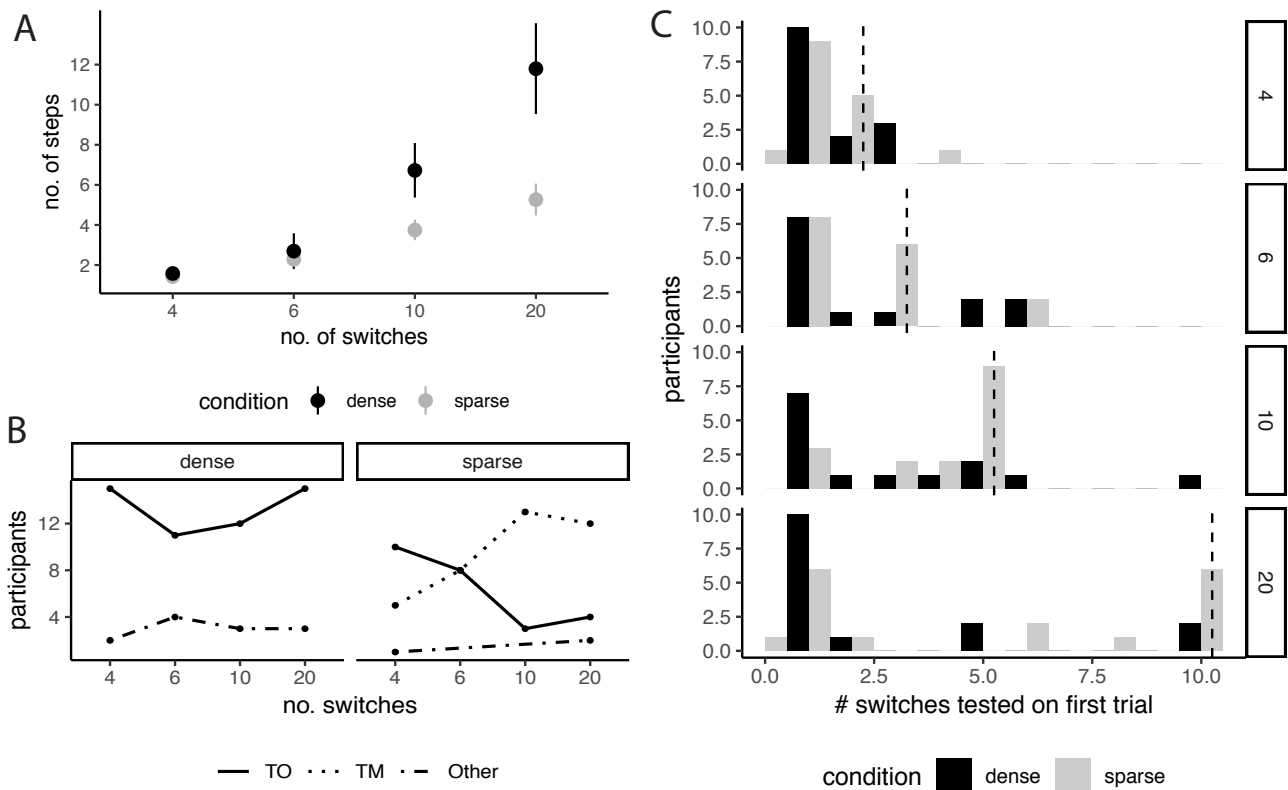 A
12
10
8
6
4
2
no. of steps
4
6
10
20
no. of switches
condition
dense
sparse
B
dense
sparse
12
8
4
participants
4
6
10
20
4
6
10
20
no. switches
TO
TM
Other
C
10.0
7.5
5.0
2.5
0.0
4
10.0
7.5
5.0
2.5
0.0
6
participants
10.0
7.5
5.0
2.5
0.0
10
10.0
7.5
5.0
2.5
0.0
20
0.0
2.5
5.0
7.5
10.0
# switches tested on first trial
condition
dense
sparse